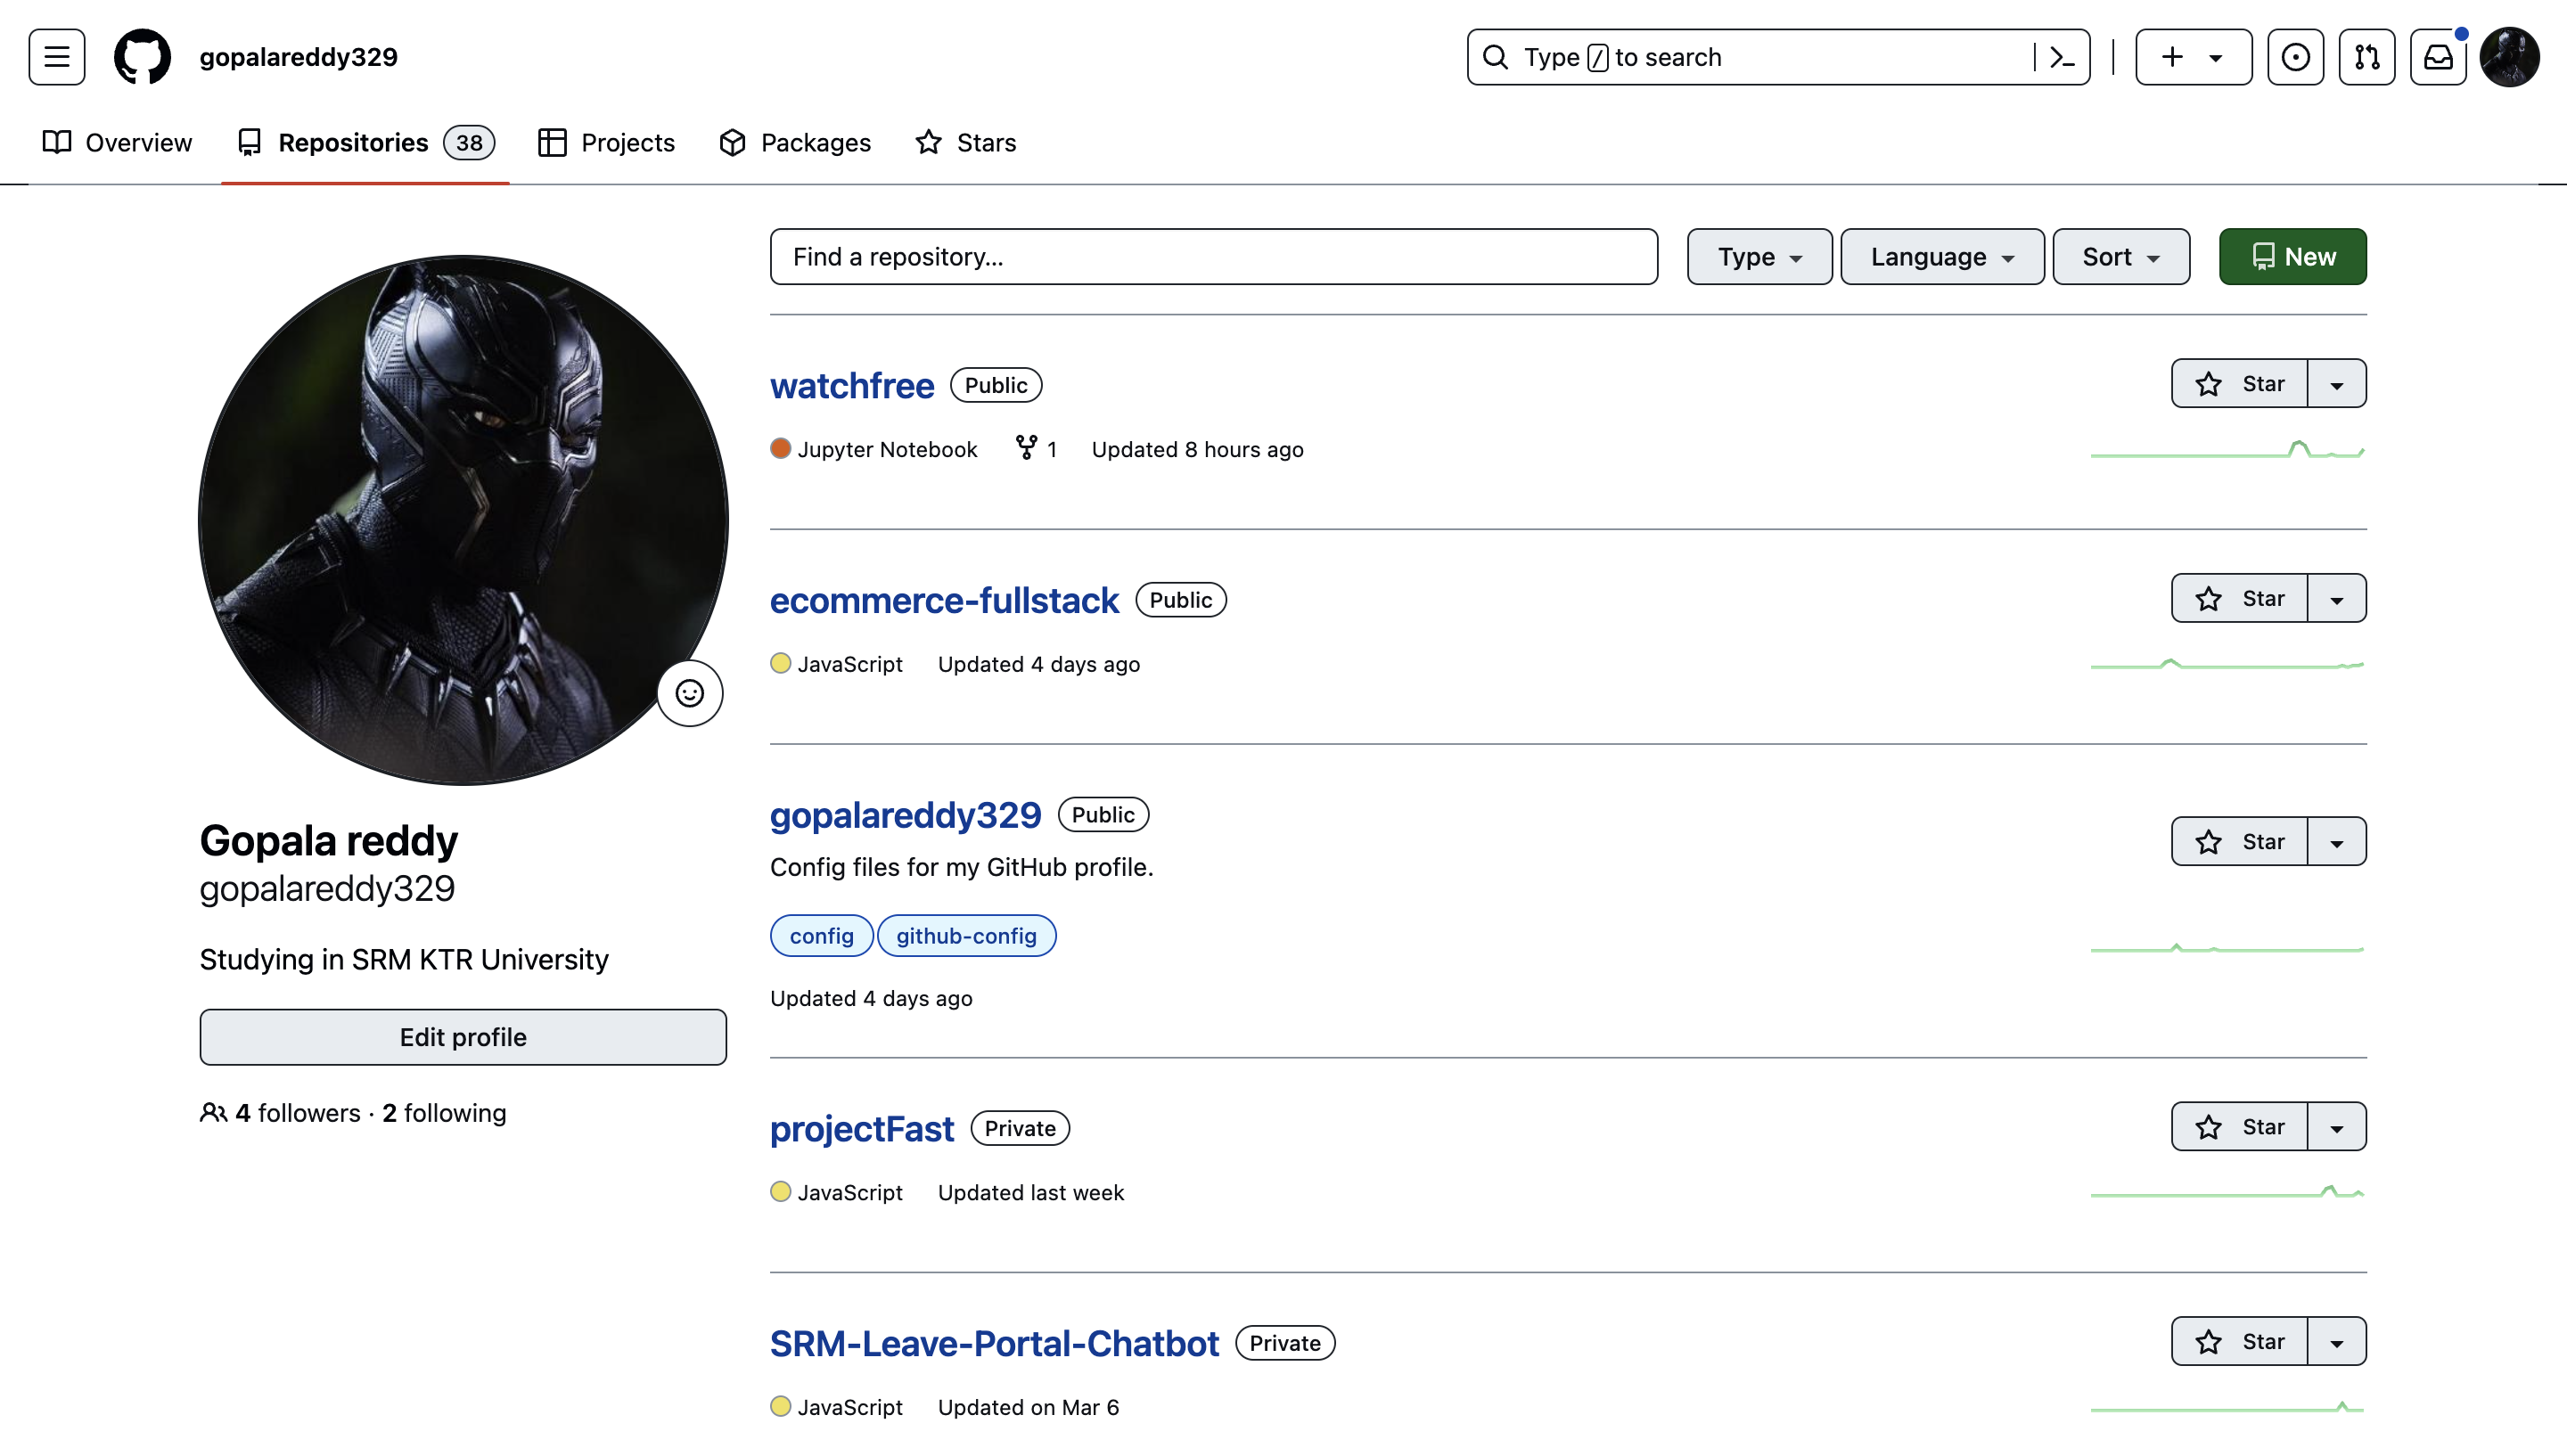 gopalareddy329
Type / to search
Overview
Repositories 38
Projects
Packages
Stars
Find a repository...
Type
Language
Sort
New
Gopala reddy
gopalareddy329
Studying in SRM KTR University
Edit profile
4 followers · 2 following
watchfree Public
Star
Jupyter Notebook 1 Updated 8 hours ago
ecommerce-fullstack Public
Star
JavaScript Updated 4 days ago
gopalareddy329 Public
Star
Config files for my GitHub profile.
config github-config
Updated 4 days ago
projectFast Private
Star
JavaScript Updated last week
SRM-Leave-Portal-Chatbot Private
Star
JavaScript Updated on Mar 6